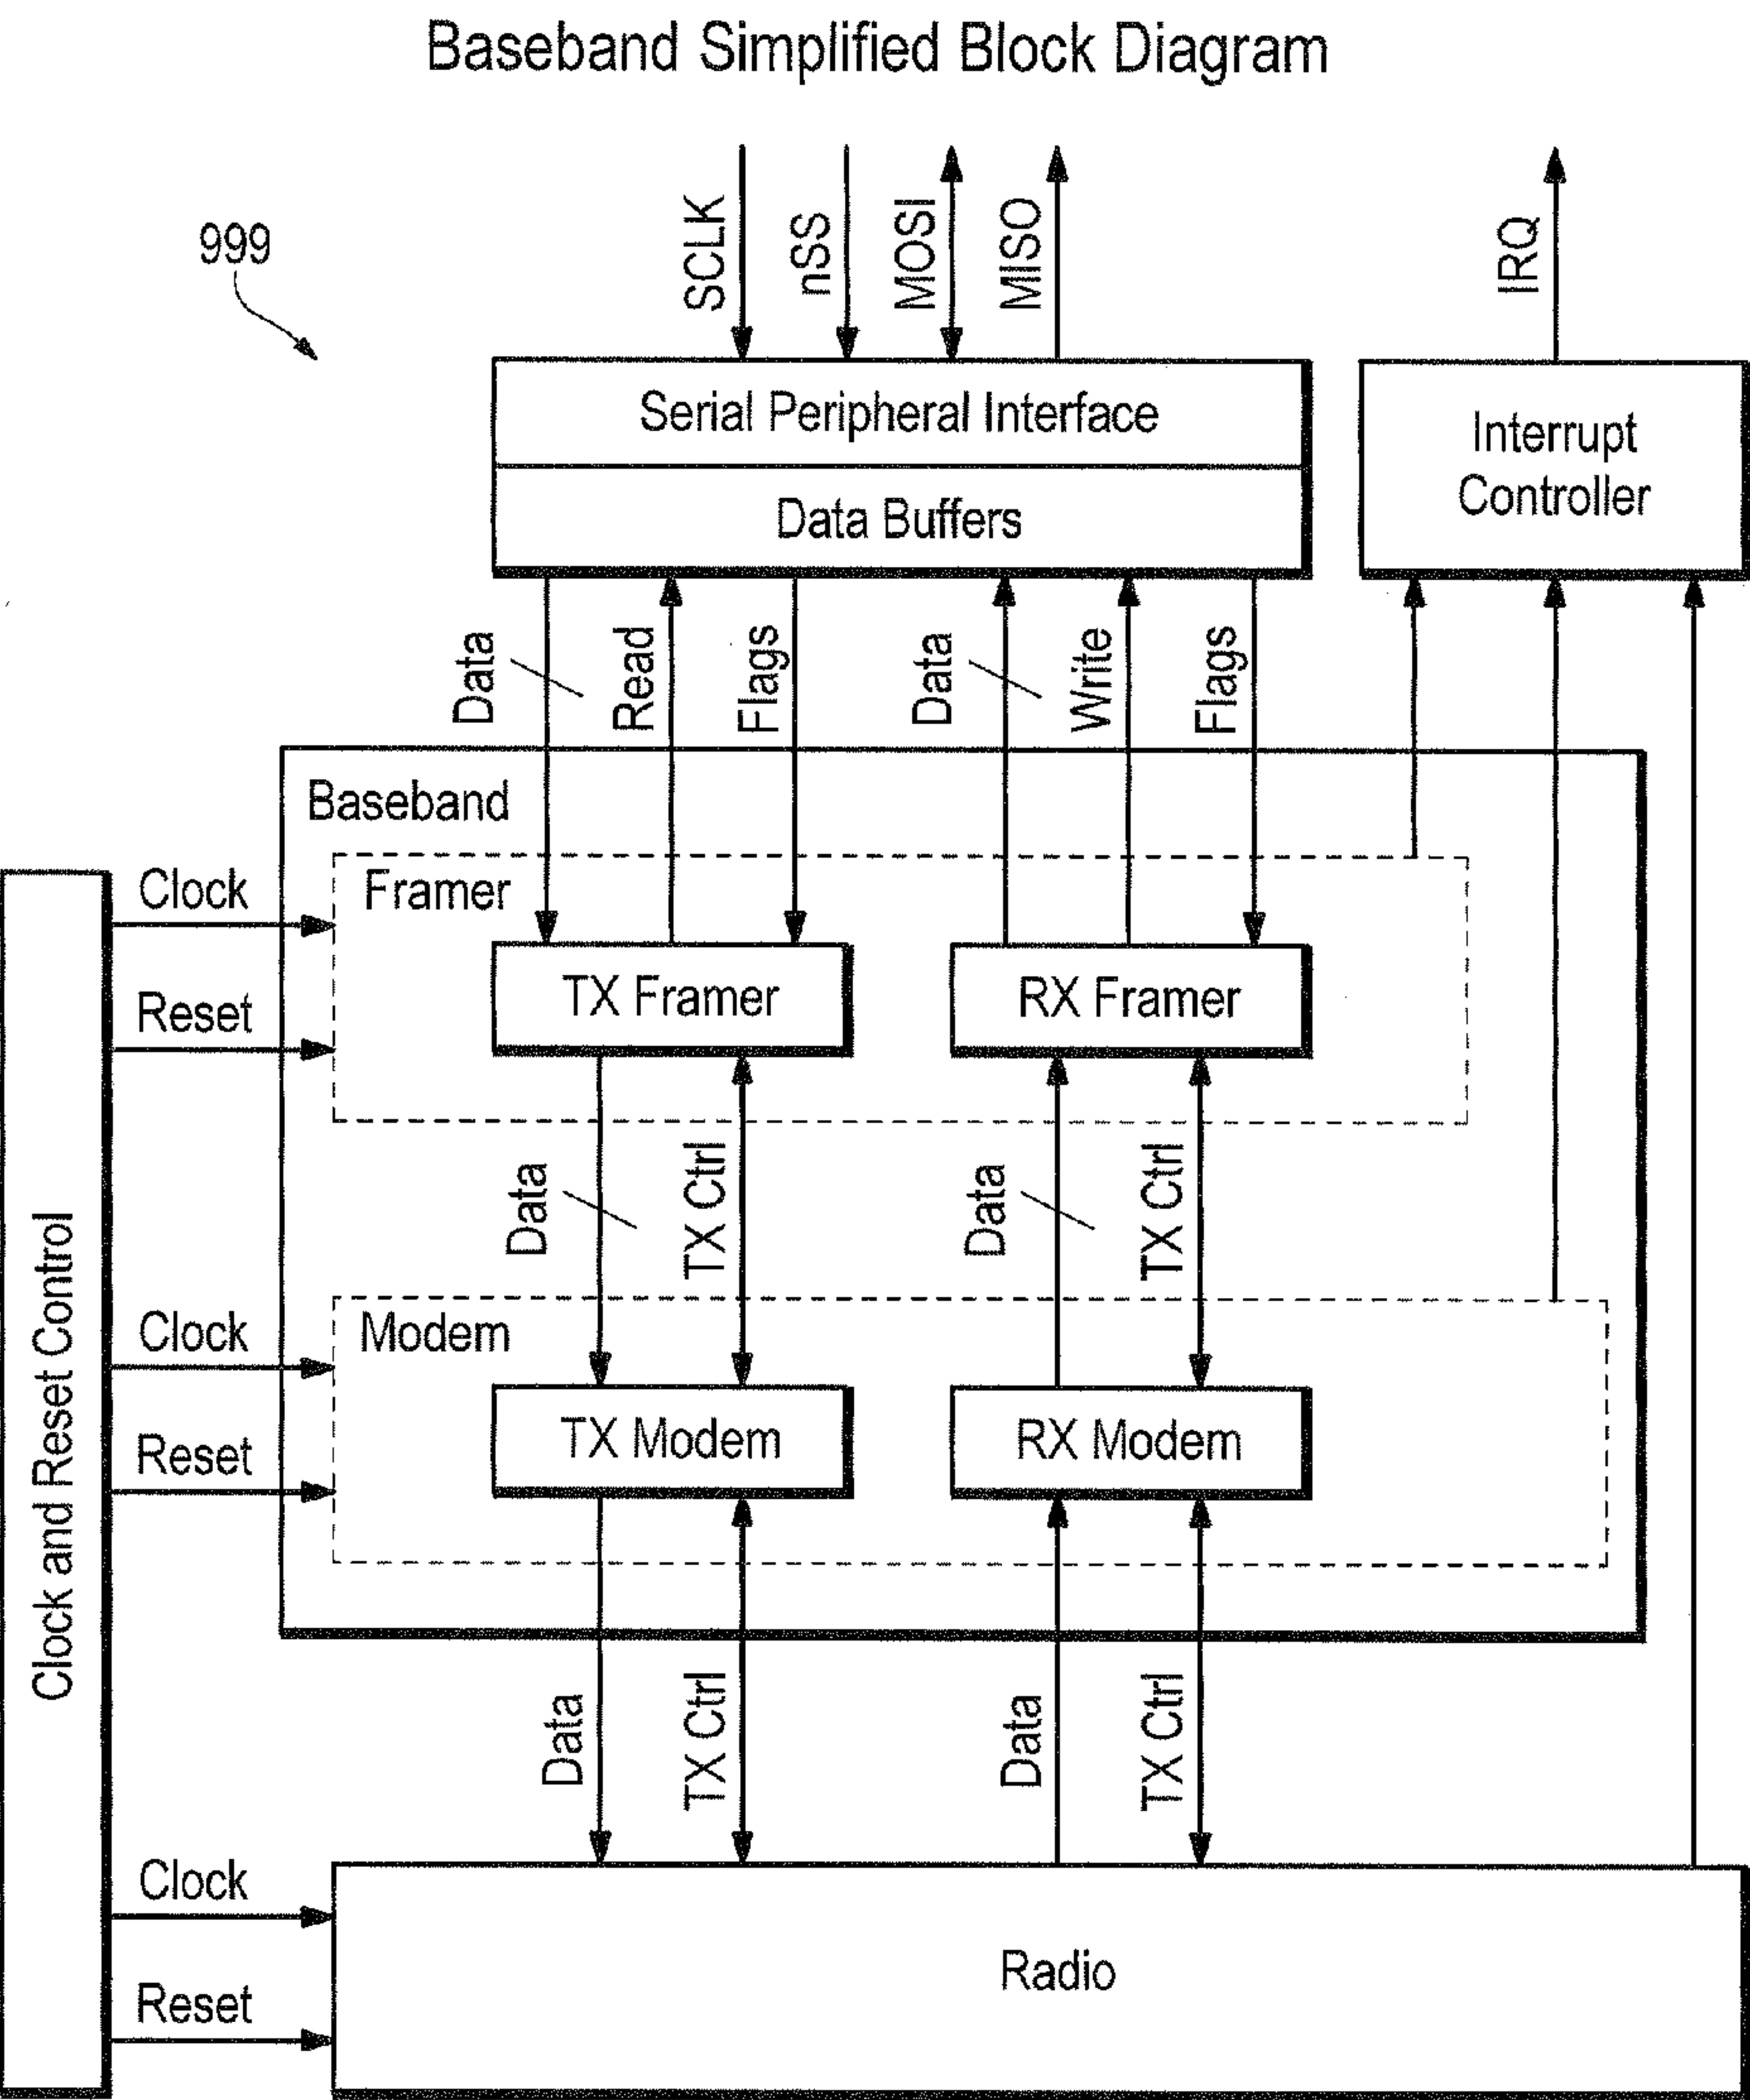 Baseband Simplified Block Diagram
999
SCLK
nSS
MOSI
MISO
IRQ
Serial Peripheral Interface
Data Buffers
Interrupt
Controller
Data
Read
Flags
Data
Write
Flags
Baseband
Framer
Clock
Reset
TX Framer
RX Framer
Data
TX Ctrl
Data
TX Ctrl
Clock and Reset Control
Modem
Clock
Reset
TX Modem
RX Modem
Data
TX Ctrl
Data
TX Ctrl
Clock
Reset
Radio